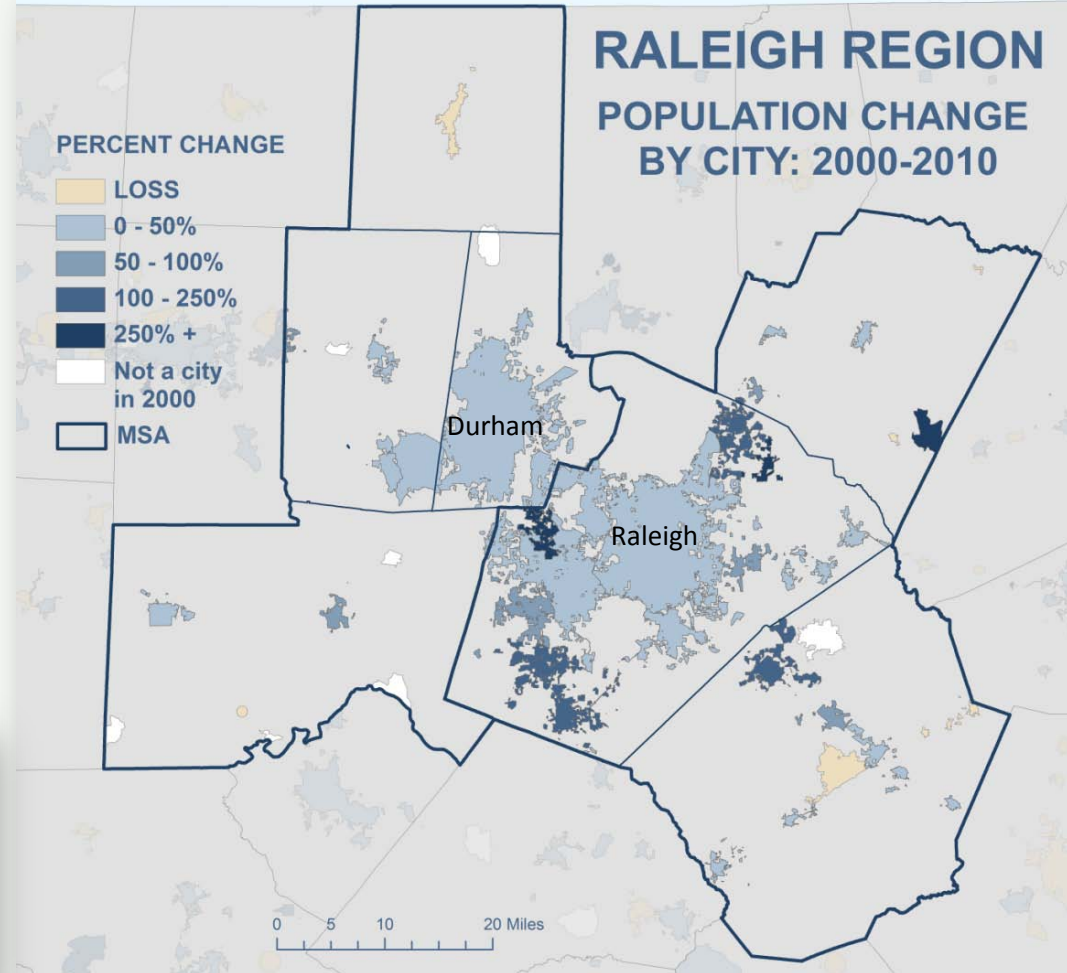 RALEIGH REGION
POPULATION CHANGE
BY CITY: 2000-2010
PERCENT CHANGE
LOSS
0 - 50%
50 - 100%
100 - 250%
250% +
Not a city
in 2000
MSA
Durham
Raleigh
0 5 10 20 Miles